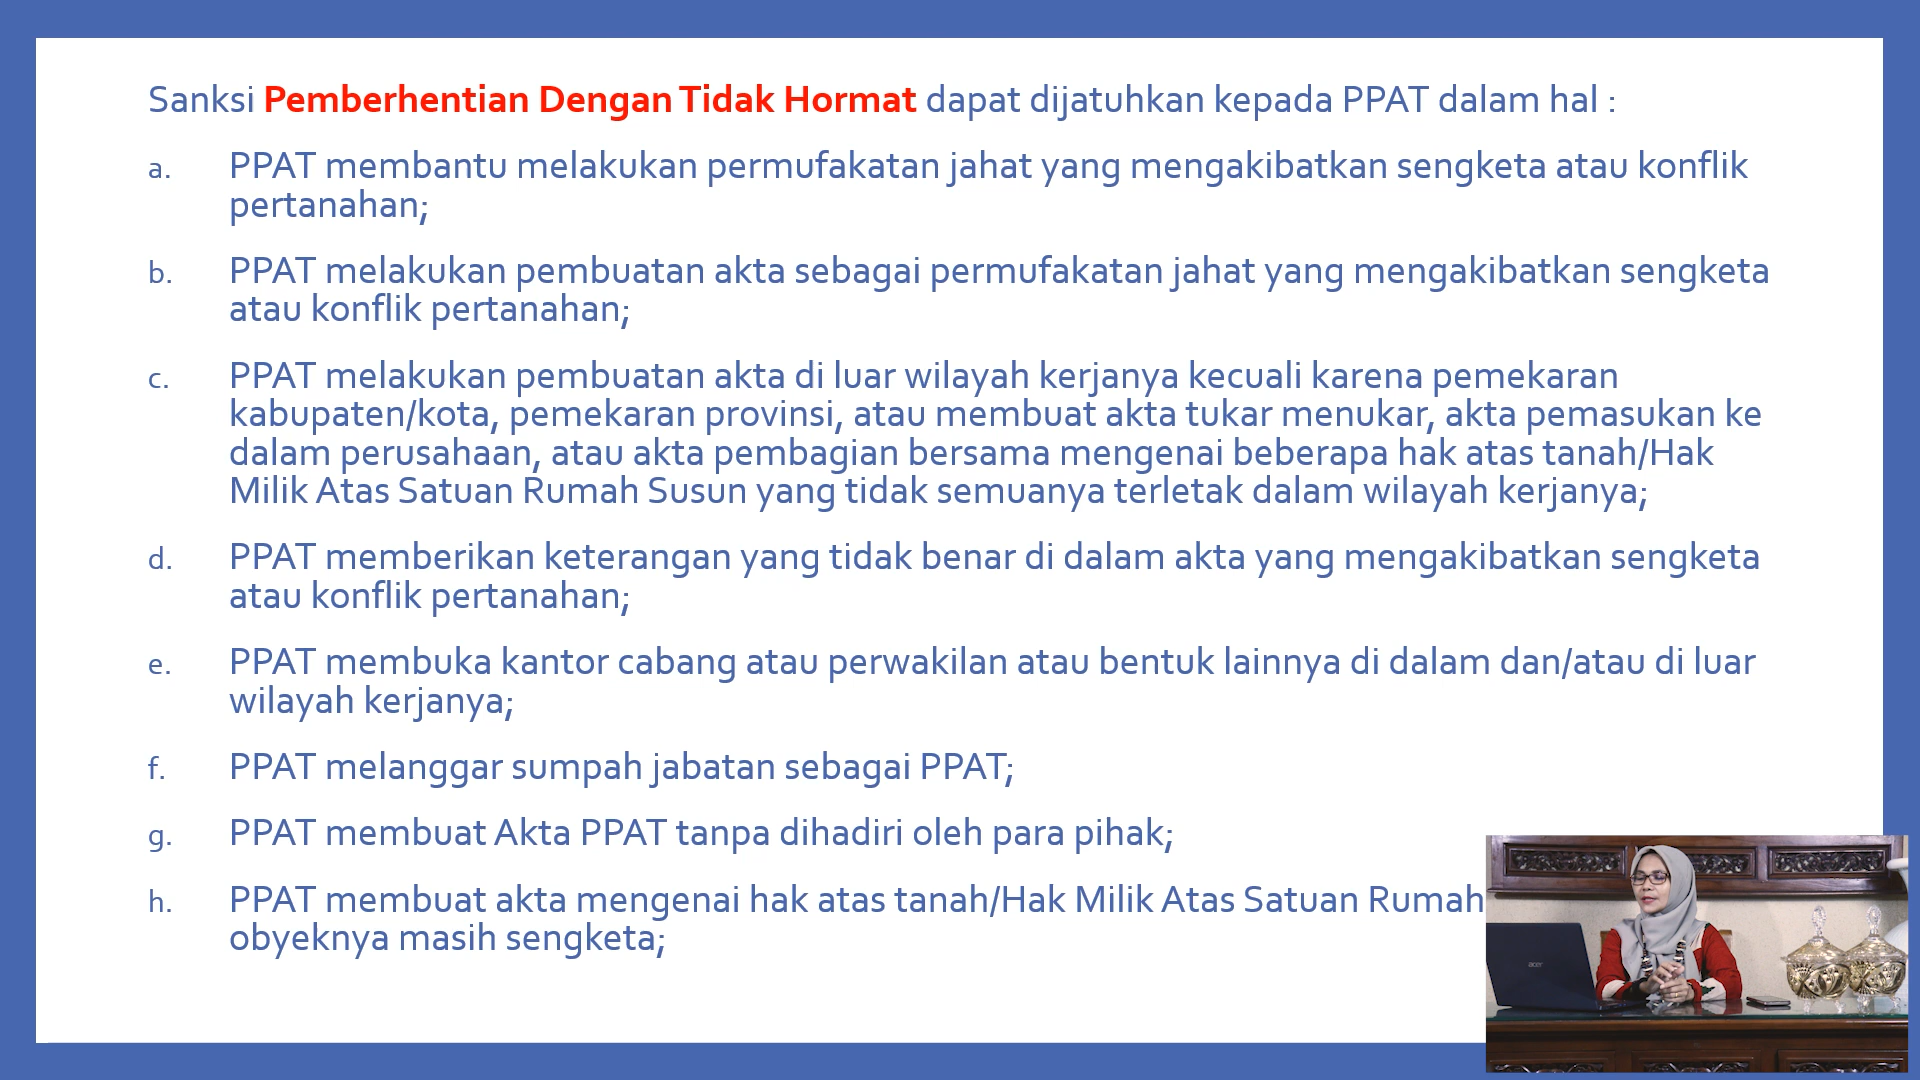 Sanksi Pemberhentian Dengan Tidak Hormat dapat dijatuhkan kepada PPAT dalam hal :
a. PPAT membantu melakukan permufakatan jahat yang mengakibatkan sengketa atau konflik
pertanahan;
b. PPAT melakukan pembuatan akta sebagai permufakatan jahat yang mengakibatkan sengketa
atau konflik pertanahan;
c. PPAT melakukan pembuatan akta di luar wilayah kerjanya kecuali karena pemekaran
kabupaten/kota, pemekaran provinsi, atau membuat akta tukar menukar, akta pemasukan ke
dalam perusahaan, atau akta pembagian bersama mengenai beberapa hak atas tanah/Hak
Milik Atas Satuan Rumah Susun yang tidak semuanya terletak dalam wilayah kerjanya;
d. PPAT memberikan keterangan yang tidak benar di dalam akta yang mengakibatkan sengketa
atau konflik pertanahan;
e. PPAT membuka kantor cabang atau perwakilan atau bentuk lainnya di dalam dan/atau di luar
wilayah kerjanya;
f. PPAT melanggar sumpah jabatan sebagai PPAT;
g. PPAT membuat Akta PPAT tanpa dihadiri oleh para pihak;
h. PPAT membuat akta mengenai hak atas tanah/Hak Milik Atas Satuan Rumah
obyeknya masih sengketa;
acer